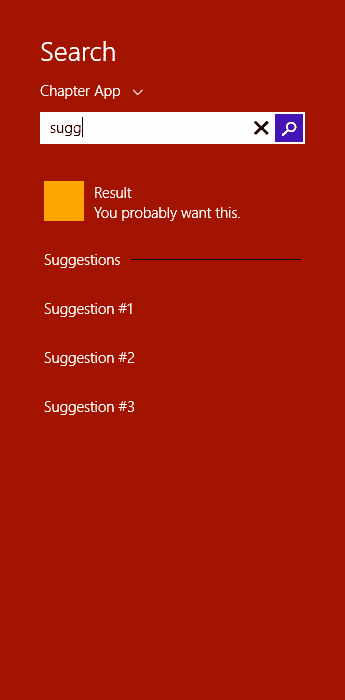 Search
Chapter App
sugg
Result
You probably want this.
Suggestions
Suggestion #1
Suggestion #2
Suggestion #3